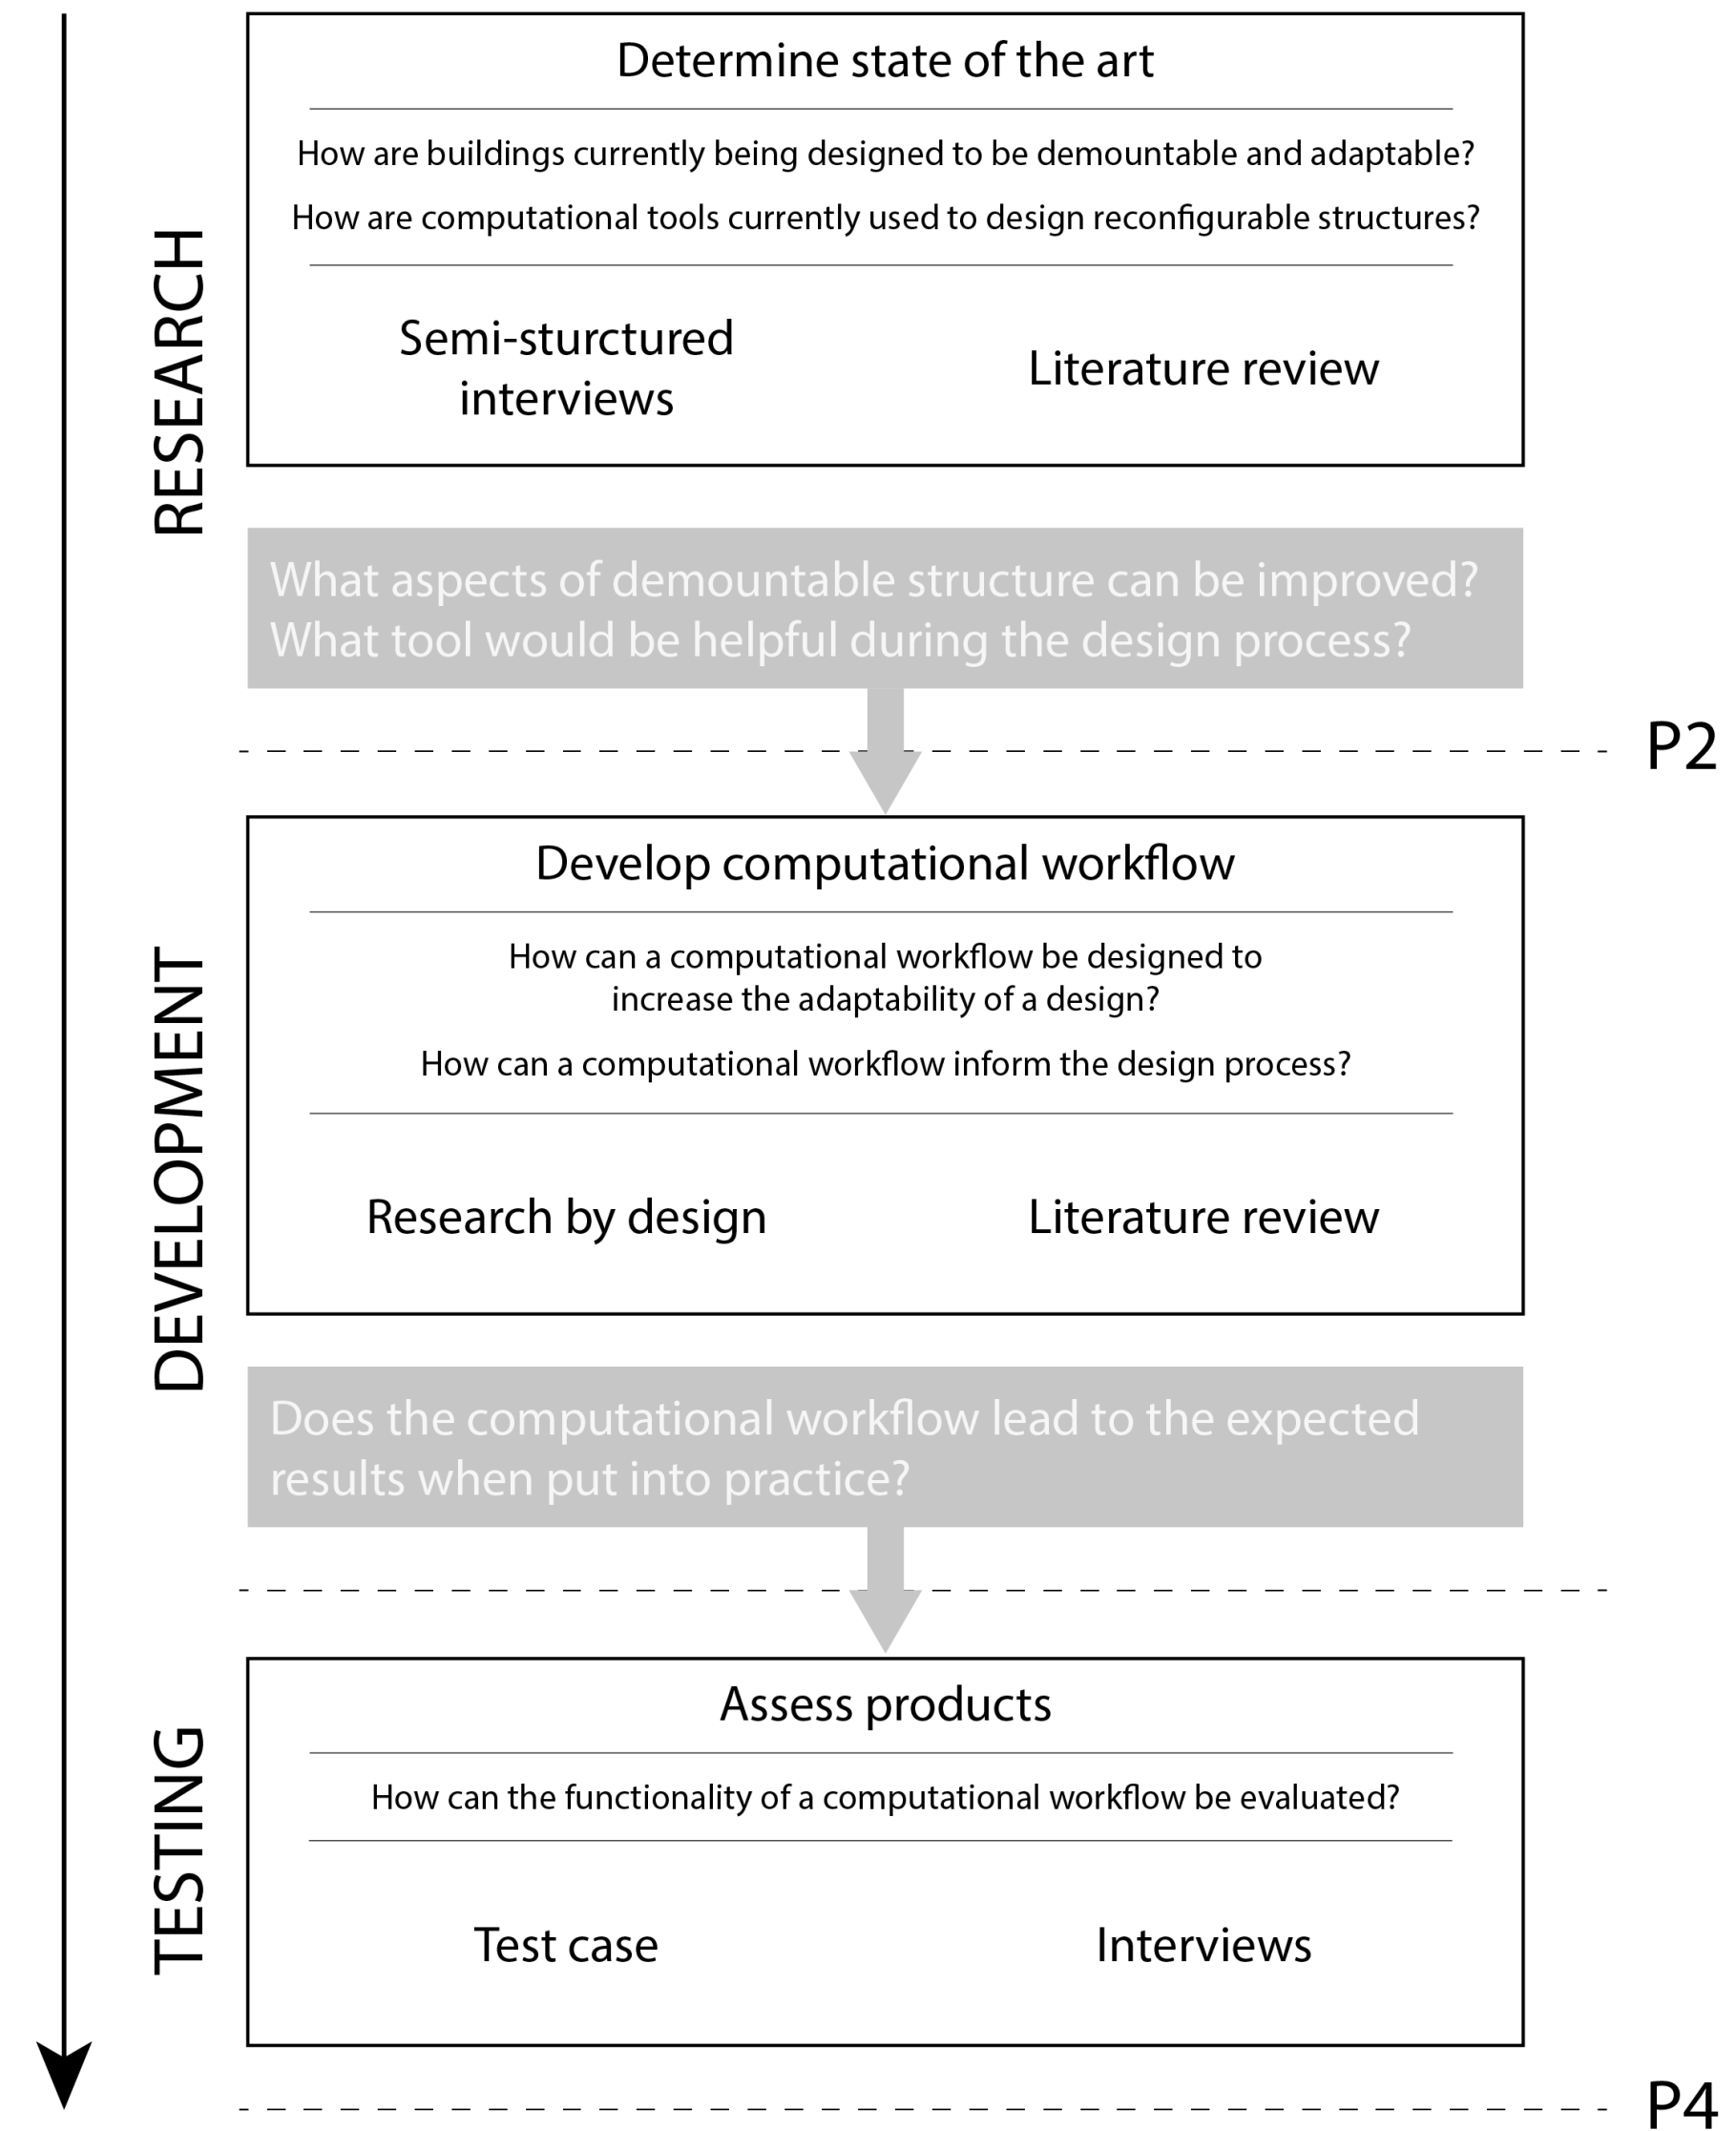 RESEARCH
Determine state of the art
How are buildings currently being designed to be demountable and adaptable?
How are computational tools currently used to design reconfigurable structures?
Semi-sturctured
interviews
Literature review
What aspects of demountable structure can be improved?
What tool would be helpful during the design process?
P2
DEVELOPMENT
Develop computational workflow
How can a computational workflow be designed to
increase the adaptability of a design?
How can a computational workflow inform the design process?
Research by design
Literature review
Does the computational workflow lead to the expected
results when put into practice?
TESTING
Assess products
How can the functionality of a computational workflow be evaluated?
Test case
Interviews
P4